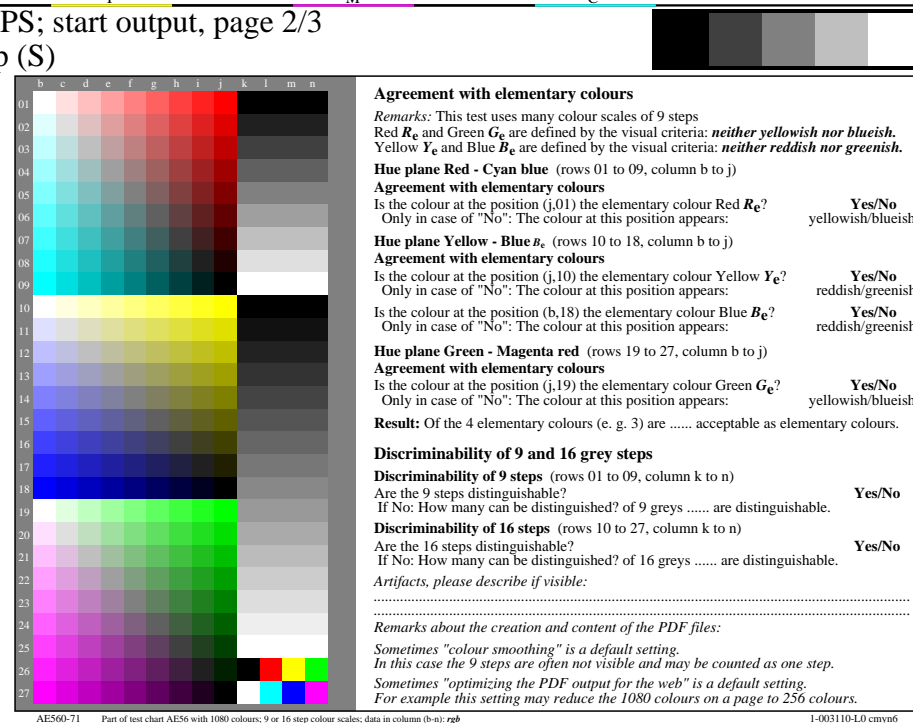 M
C
PS; start output, page 2/3
p (S)
b c d e f g h i j k l m n
01
02
03
04
05
06
07
08
09
10
11
12
13
14
15
16
17
18
19
20
21
22
23
24
25
26
27
Agreement with elementary colours
Remarks: This test uses many colour scales of 9 steps
Red Re and Green Ge are defined by the visual criteria: neither yellowish nor blueish.
Yellow Ye and Blue Be are defined by the visual criteria: neither reddish nor greenish.
Hue plane Red - Cyan blue (rows 01 to 09, column b to j)
Agreement with elementary colours
Is the colour at the position (j,01) the elementary colour Red Re? Yes/No
Only in case of "No": The colour at this position appears: yellowish/blueish
Hue plane Yellow - Blue Be (rows 10 to 18, column b to j)
Agreement with elementary colours
Is the colour at the position (j,10) the elementary colour Yellow Ye? Yes/No
Only in case of "No": The colour at this position appears: reddish/greenish
Is the colour at the position (b,18) the elementary colour Blue Be? Yes/No
Only in case of "No": The colour at this position appears: reddish/greenish
Hue plane Green - Magenta red (rows 19 to 27, column b to j)
Agreement with elementary colours
Is the colour at the position (j,19) the elementary colour Green Ge? Yes/No
Only in case of "No": The colour at this position appears: yellowish/blueish
Result: Of the 4 elementary colours (e. g. 3) are ...... acceptable as elementary colours.
Discriminability of 9 and 16 grey steps
Discriminability of 9 steps (rows 01 to 09, column k to n)
Are the 9 steps distinguishable? Yes/No
If No: How many can be distinguished? of 9 greys ...... are distinguishable.
Discriminability of 16 steps (rows 10 to 27, column k to n)
Are the 16 steps distinguishable? Yes/No
If No: How many can be distinguished? of 16 greys ...... are distinguishable.
Artifacts, please describe if visible:
Remarks about the creation and content of the PDF files:
Sometimes "colour smoothing" is a default setting.
In this case the 9 steps are often not visible and may be counted as one step.
Sometimes "optimizing the PDF output for the web" is a default setting.
For example this setting may reduce the 1080 colours on a page to 256 colours.
AE560-71 Part of test chart AE56 with 1080 colours; 9 or 16 step colour scales; data in column (b-n): rgb 1-003110-L0 cmyn6